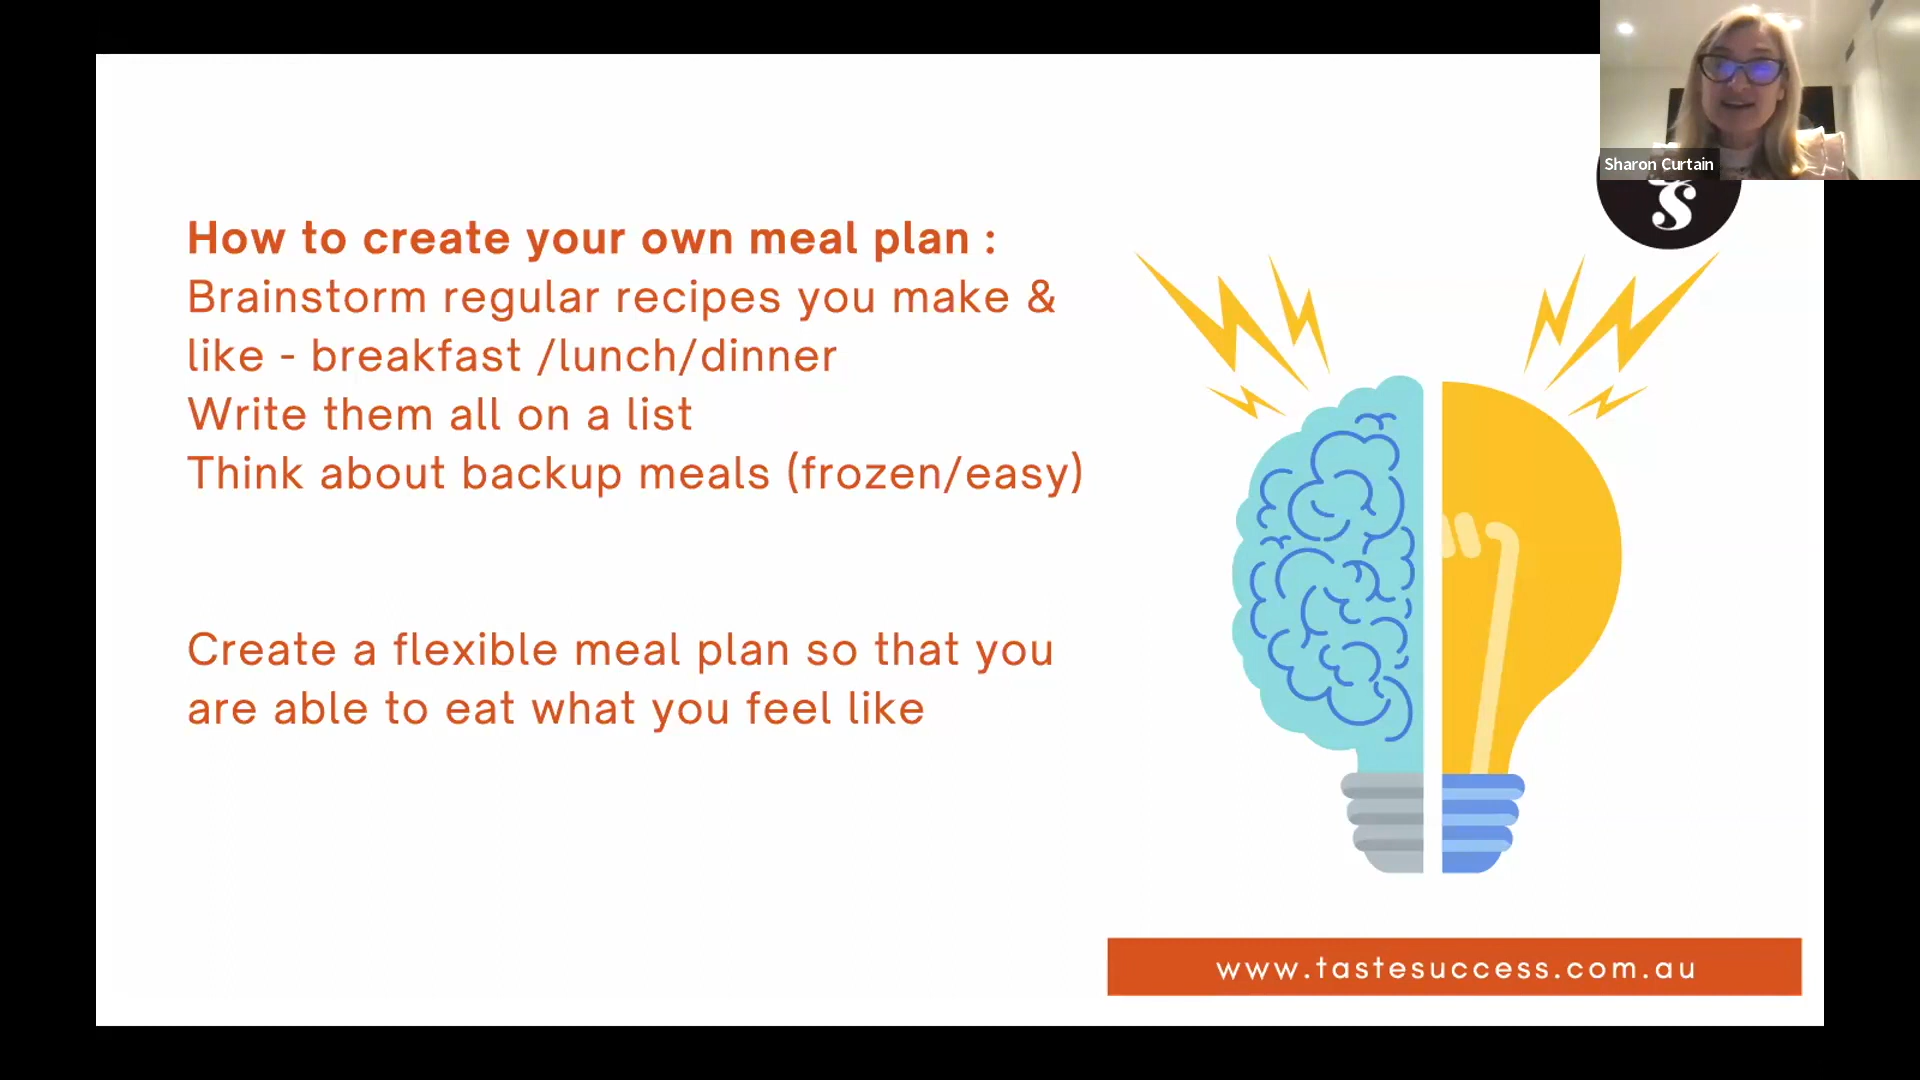 Sharon Curtain
How to create your own meal plan :
Brainstorm regular recipes you make &
like - breakfast /lunch/dinner
Write them all on a list
Think about backup meals (frozen/easy)
Create a flexible meal plan so that you
are able to eat what you feel like
www.tastesuccess.com.au